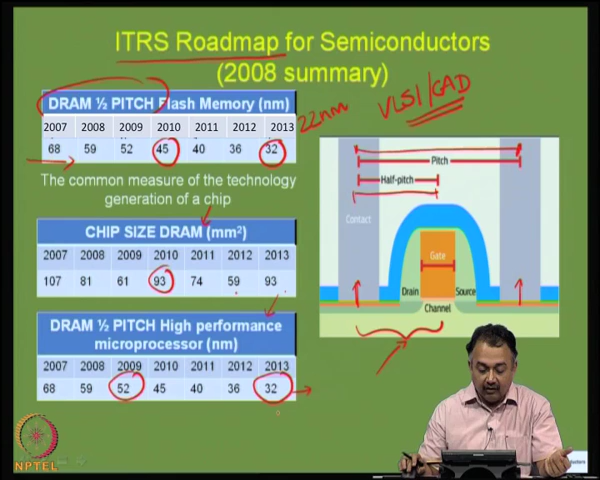 ITRS Roadmap for Semiconductors
(2008 summary)
VLSI/CAD
DRAM ½ PITCH Flash Memory (nm)
22nm
2007 2008 2009 2010 2011 2012 2013
68 59 52 45 40 36 32
The common measure of the technology
generation of a chip
CHIP SIZE DRAM (mm²)
2007 2008 2009 2010 2011 2012 2013
107 81 61 93 74 59 93
DRAM ½ PITCH High performance
microprocessor (nm)
2007 2008 2009 2010 2011 2012 2013
68 59 52 45 40 36 32
Pitch
Half-pitch
Contact
Gate
Drain
Source
Channel
NPTEL